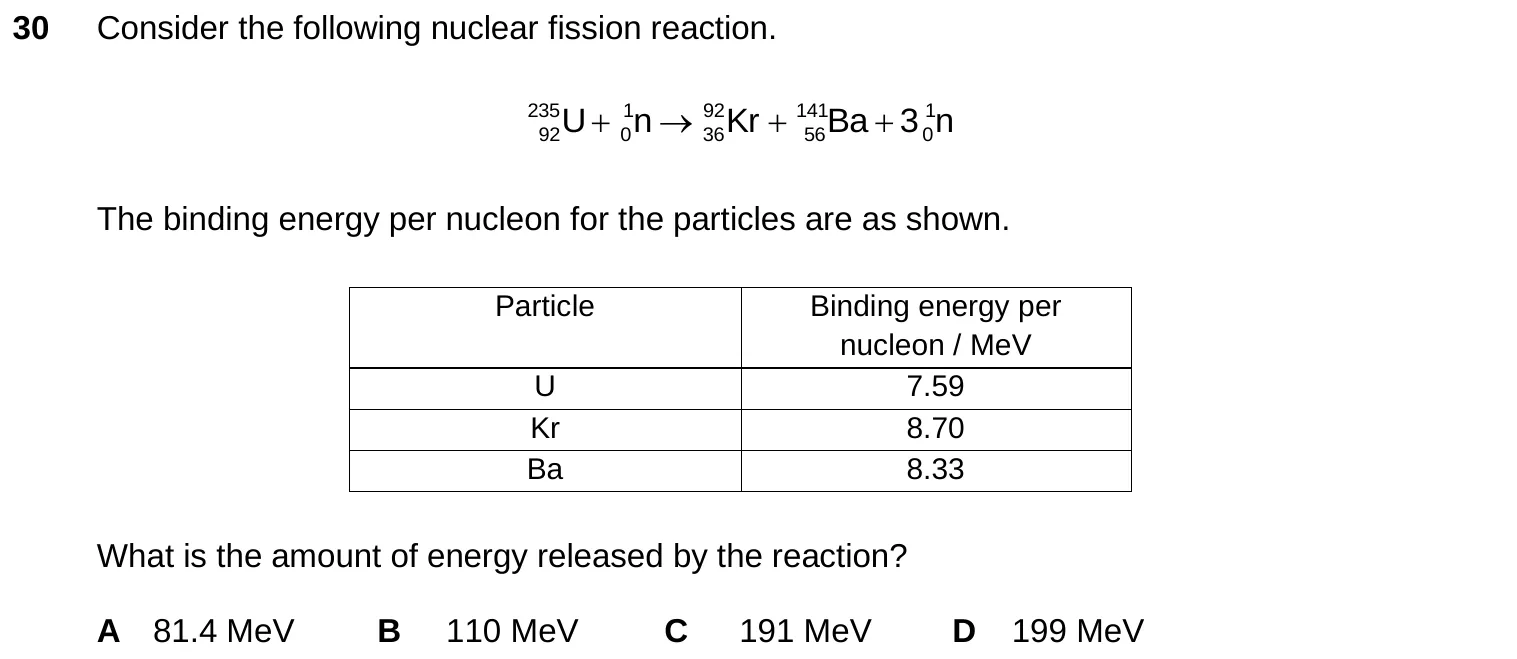 30 Consider the following nuclear fission reaction.
²³⁵₉₂U + ¹₀n → ⁹²₃₆Kr + ¹⁴¹₅₆Ba + 3 ¹₀n
The binding energy per nucleon for the particles are as shown.
Particle Binding energy per
nucleon / MeV
U 7.59
Kr 8.70
Ba 8.33
What is the amount of energy released by the reaction?
A 81.4 MeV B 110 MeV C 191 MeV D 199 MeV